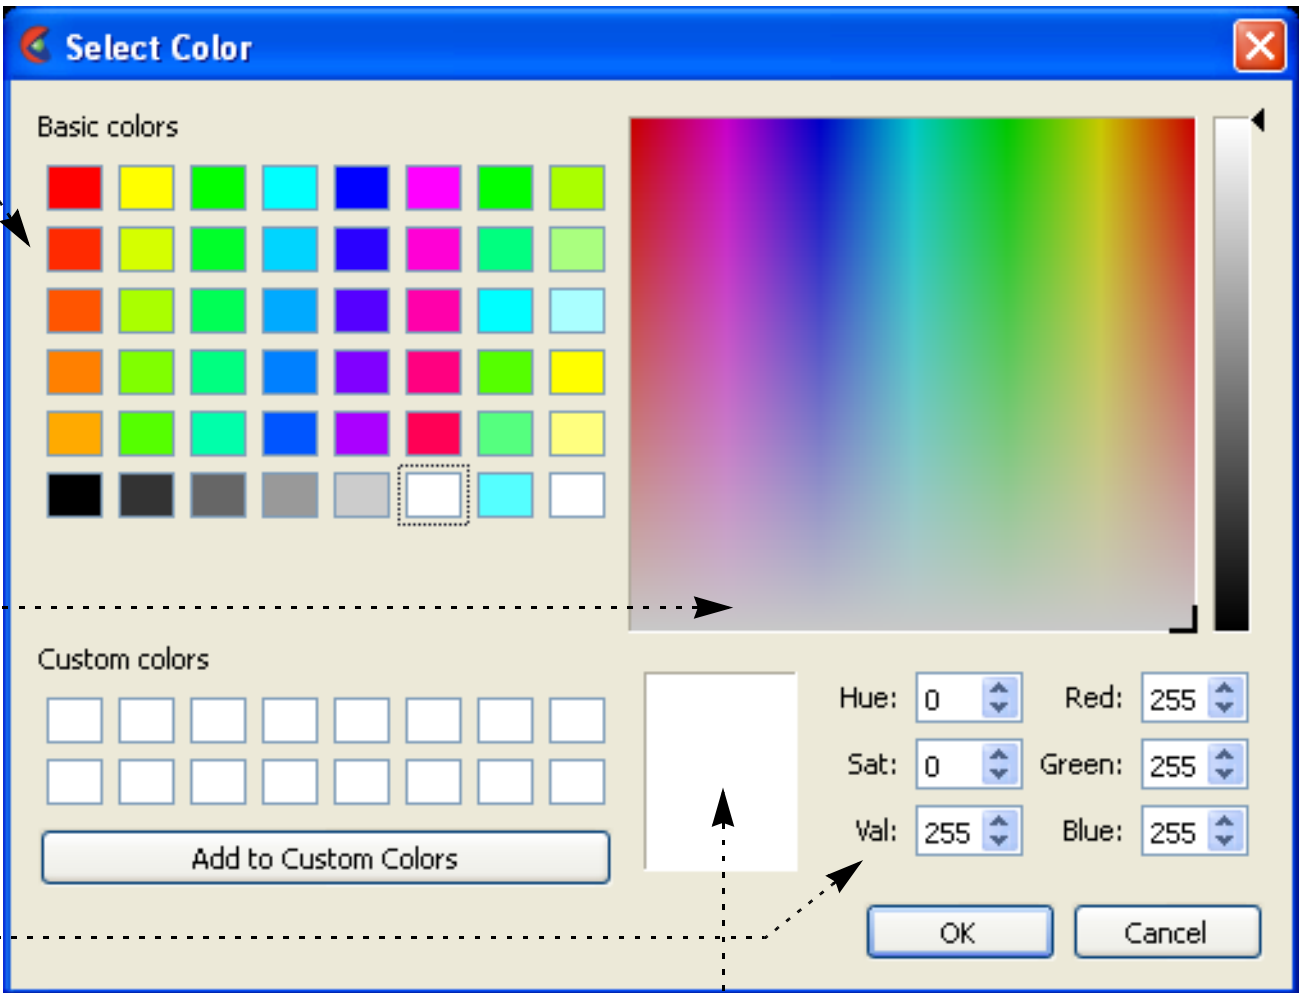 Select Color
Basic colors
Custom colors
Add to Custom Colors
Hue: 0 Red: 255
Sat: 0 Green: 255
Val: 255 Blue: 255
OK Cancel